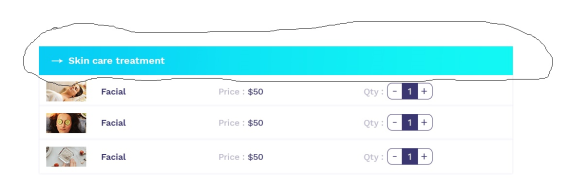 → Skin care treatment
Facial Price : $50 Qty : - 1 +
Facial Price : $50 Qty : - 1 +
Facial Price : $50 Qty : - 1 +